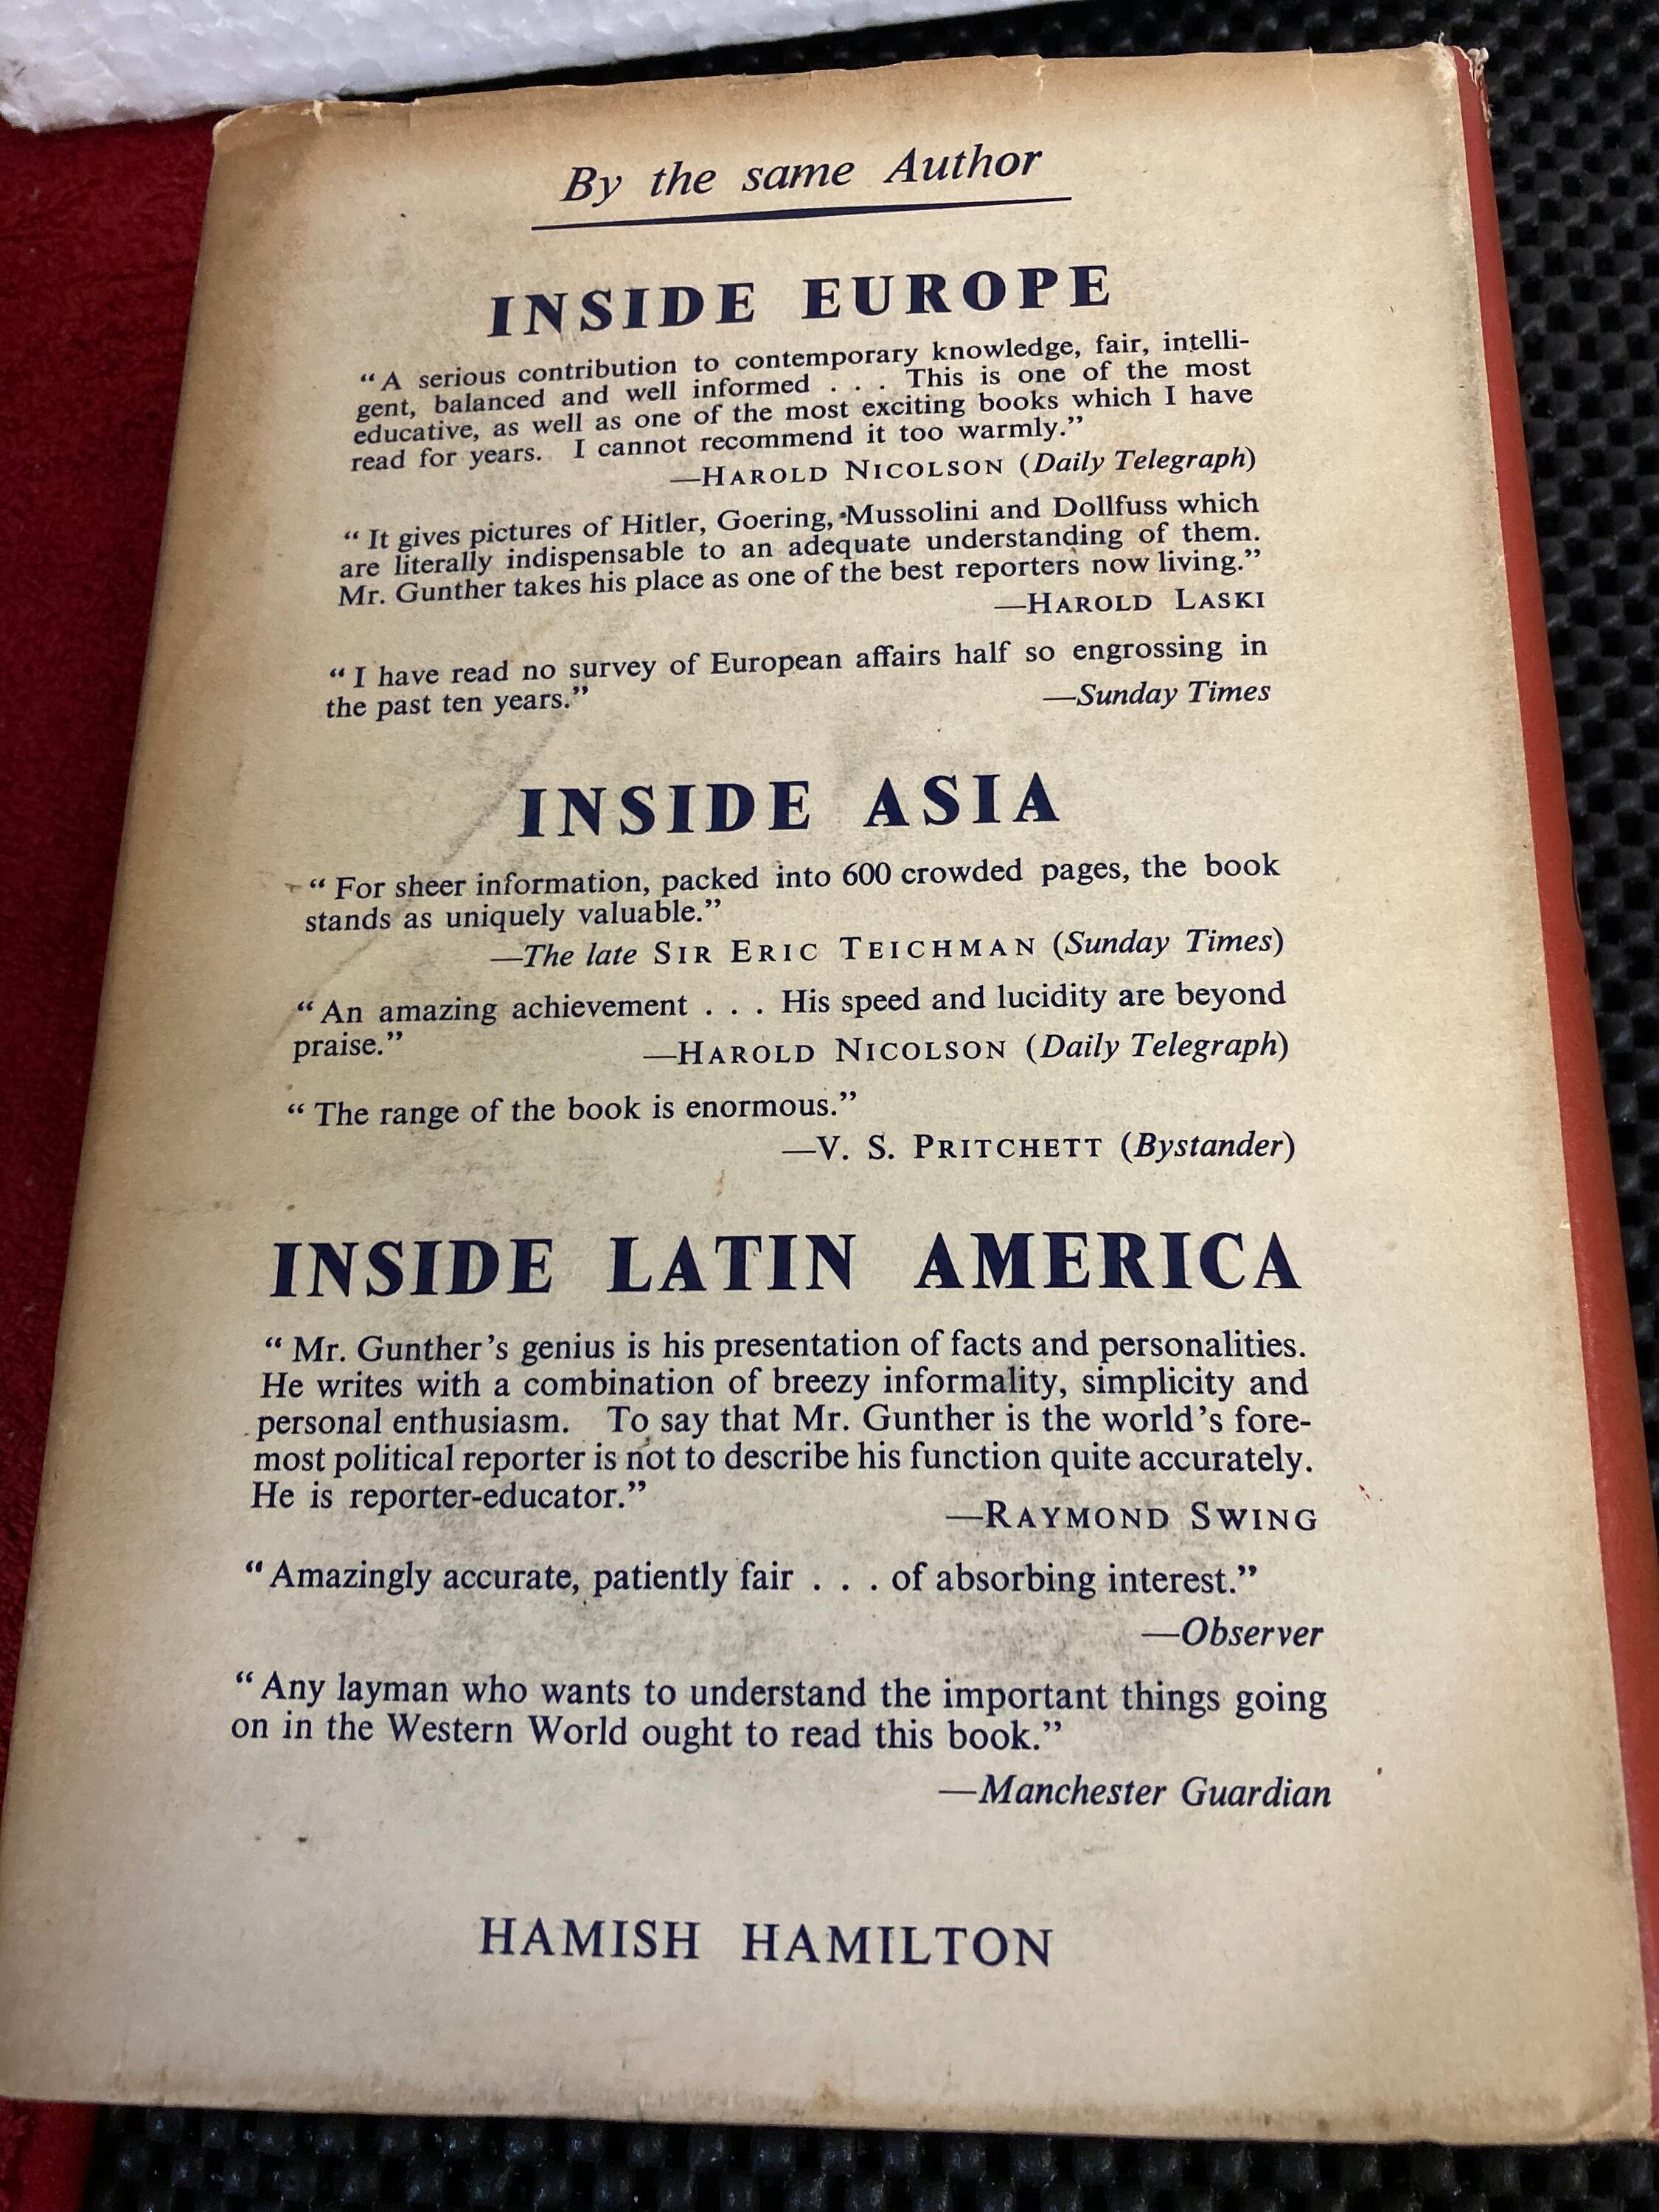 By the same Author
INSIDE EUROPE
“A serious contribution to contemporary knowledge, fair, intelli-
gent, balanced and well informed . . . This is one of the most
educative, as well as one of the most exciting books which I have
read for years. I cannot recommend it too warmly.”
—HAROLD NICOLSON (Daily Telegraph)
“It gives pictures of Hitler, Goering, Mussolini and Dollfuss which
are literally indispensable to an adequate understanding of them.
Mr. Gunther takes his place as one of the best reporters now living.”
—HAROLD LASKI
“I have read no survey of European affairs half so engrossing in
the past ten years.” —Sunday Times
INSIDE ASIA
“For sheer information, packed into 600 crowded pages, the book
stands as uniquely valuable.”
—The late SIR ERIC TEICHMAN (Sunday Times)
“An amazing achievement . . . His speed and lucidity are beyond
praise.” —HAROLD NICOLSON (Daily Telegraph)
“The range of the book is enormous.”
—V. S. PRITCHETT (Bystander)
INSIDE LATIN AMERICA
“Mr. Gunther’s genius is his presentation of facts and personalities.
He writes with a combination of breezy informality, simplicity and
personal enthusiasm. To say that Mr. Gunther is the world’s fore-
most political reporter is not to describe his function quite accurately.
He is reporter-educator.”
—RAYMOND SWING
“Amazingly accurate, patiently fair . . . of absorbing interest.”
—Observer
“Any layman who wants to understand the important things going
on in the Western World ought to read this book.”
—Manchester Guardian
HAMISH HAMILTON